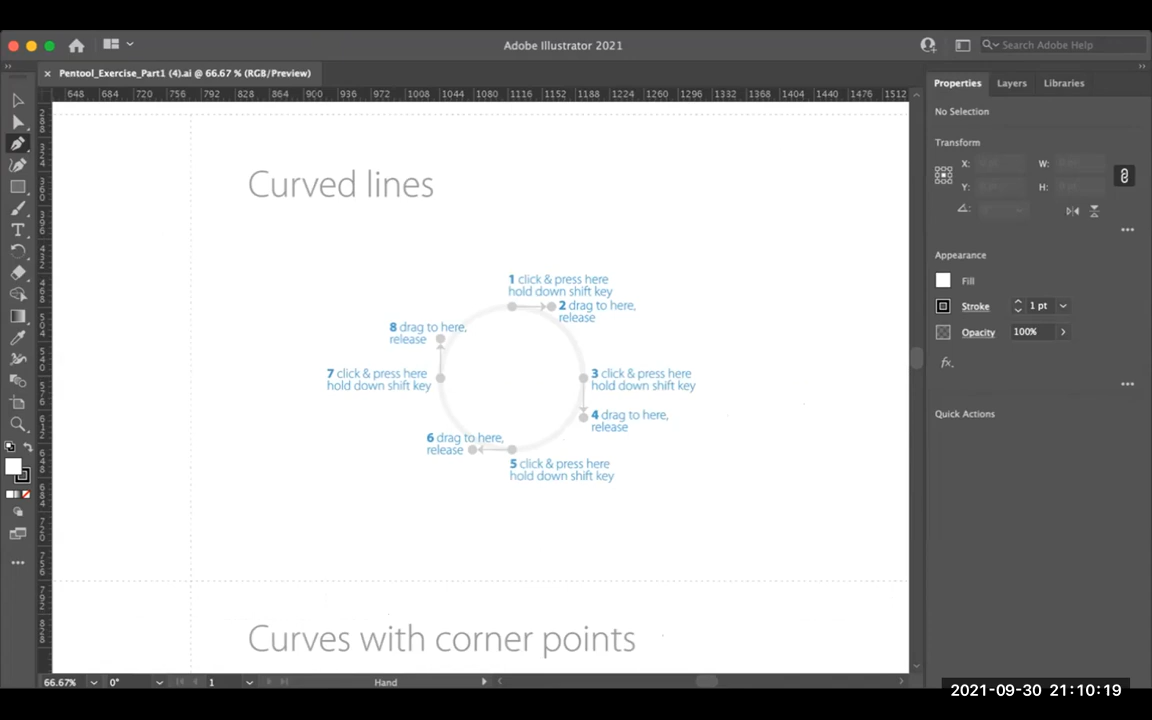 Adobe Illustrator 2021
Search Adobe Help
× Pentool_Exercise_Part1 (4).ai @ 66.67 % (RGB/Preview)
648 684 720 756 792 828 864 900 936 972 1008 1044 1080 1116 1152 1188 1224 1260 1296 1332 1368 1404 1440 1476 1512
Properties Layers Libraries
No Selection
Transform
X: W:
Y: H:
Appearance
Fill
Stroke 1 pt
Opacity 100%
fx.
Quick Actions
Curved lines
1 click & press here
hold down shift key
2 drag to here,
release
8 drag to here,
release
7 click & press here
hold down shift key
3 click & press here
hold down shift key
4 drag to here,
release
6 drag to here,
release
5 click & press here
hold down shift key
Curves with corner points
66.67% 0° 1 Hand
2021-09-30 21:10:19